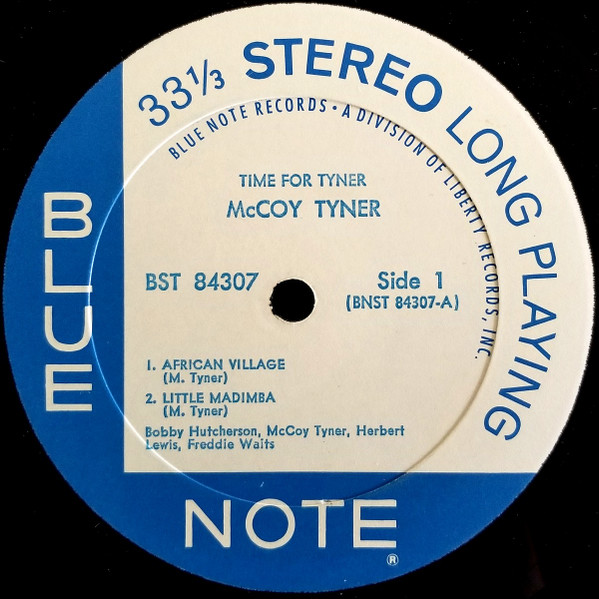 33⅓ STEREO LONG PLAYING
BLUE NOTE RECORDS • A DIVISION OF LIBERTY RECORDS, INC.
TIME FOR TYNER
McCOY TYNER
BST 84307
Side 1
(BNST 84307-A)
1. AFRICAN VILLAGE
(M. Tyner)
2. LITTLE MADIMBA
(M. Tyner)
Bobby Hutcherson, McCoy Tyner, Herbert
Lewis, Freddie Waits
BLUE
NOTE
®